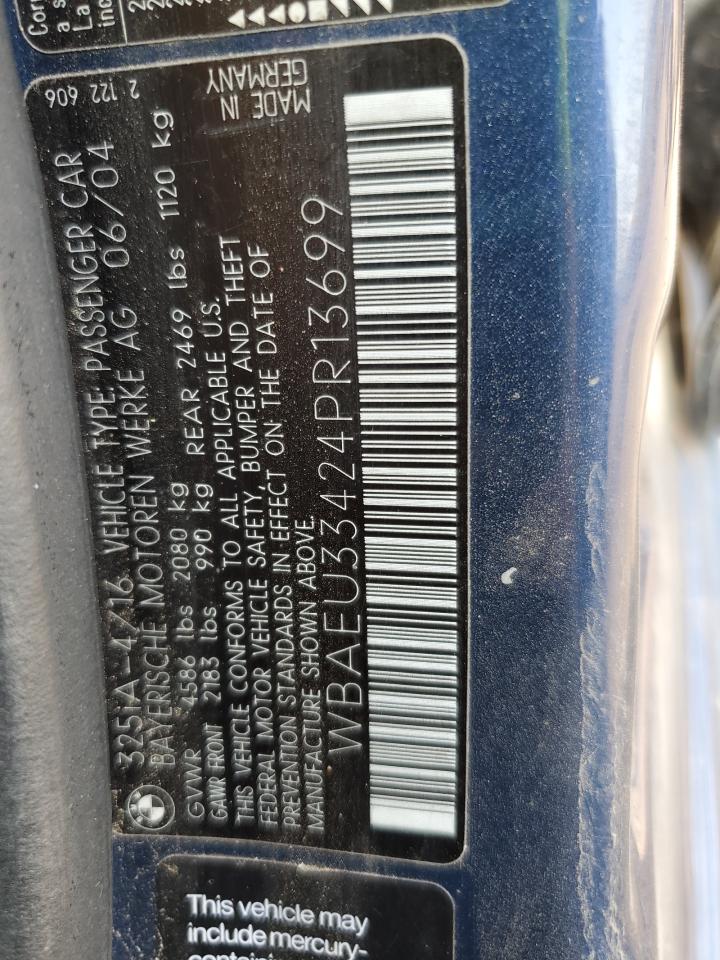 325IA-4/16 VEHICLE TYPE: PASSENGER CAR 2 122 606
BAYERISCHE MOTOREN WERKE AG 06/04
GVWR 4586 lbs 2080 kg
GAWR FRONT 2183 lbs 990 kg REAR 2469 lbs 1120 kg
THIS VEHICLE CONFORMS TO ALL APPLICABLE U.S.
FEDERAL MOTOR VEHICLE SAFETY, BUMPER AND THEFT
PREVENTION STANDARDS IN EFFECT ON THE DATE OF
MANUFACTURE SHOWN ABOVE.
MADE IN
GERMANY
WBAEU33424PR13699
This vehicle may
include mercury-
BMW